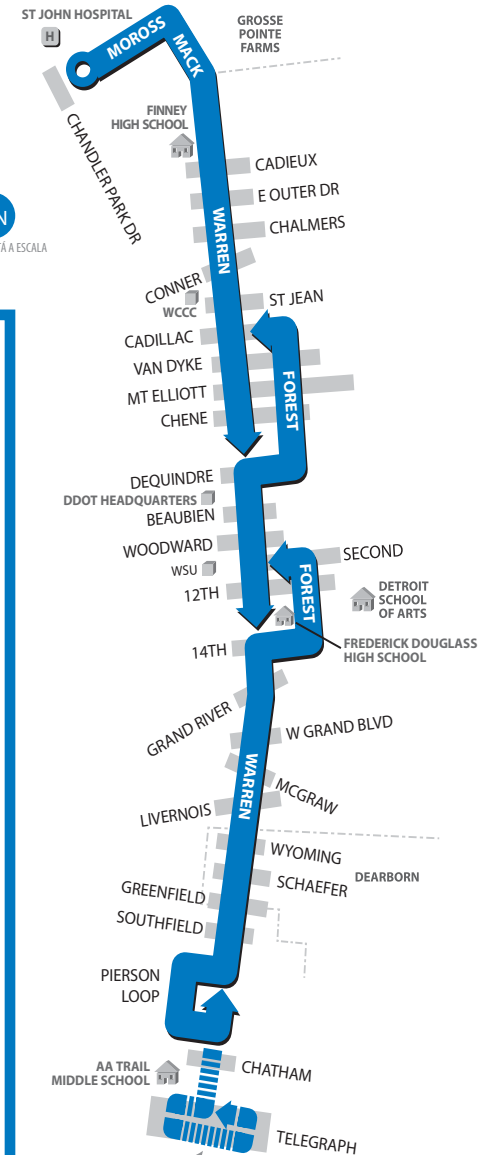 ST JOHN HOSPITAL
H
MOROSS
MACK
GROSSE
POINTE
FARMS
CHANDLER PARK DR
FINNEY
HIGH SCHOOL
CADIEUX
E OUTER DR
CHALMERS
WARREN
N
TÁ A ESCALA
CONNER
ST JEAN
WCCC
CADILLAC
VAN DYKE
MT ELLIOTT
CHENE
FOREST
DEQUINDRE
DDOT HEADQUARTERS
BEAUBIEN
WOODWARD
SECOND
WSU
12TH
FOREST
DETROIT
SCHOOL
OF ARTS
FREDERICK DOUGLASS
HIGH SCHOOL
14TH
GRAND RIVER
W GRAND BLVD
WARREN
MCGRAW
LIVERNOIS
WYOMING
SCHAEFER
DEARBORN
GREENFIELD
SOUTHFIELD
PIERSON
LOOP
AA TRAIL
MIDDLE SCHOOL
CHATHAM
TELEGRAPH